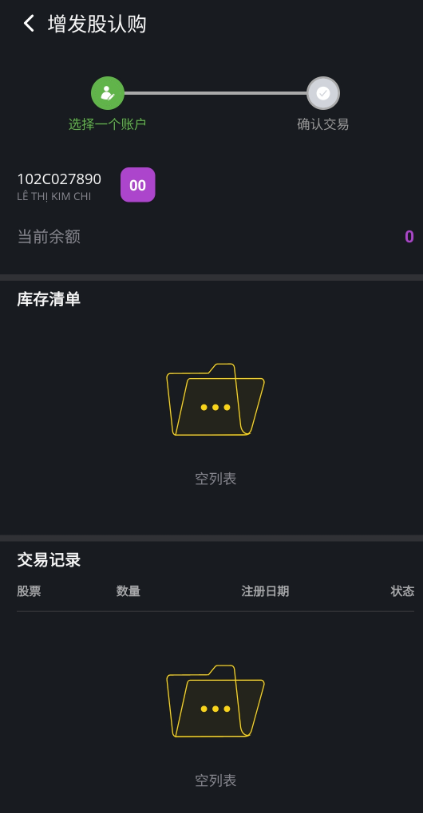 增发股认购
选择一个账户
确认交易
102C027890
00
LÊ THỊ KIM CHI
当前余额
0
库存清单
空列表
交易记录
股票 数量 注册日期 状态
空列表